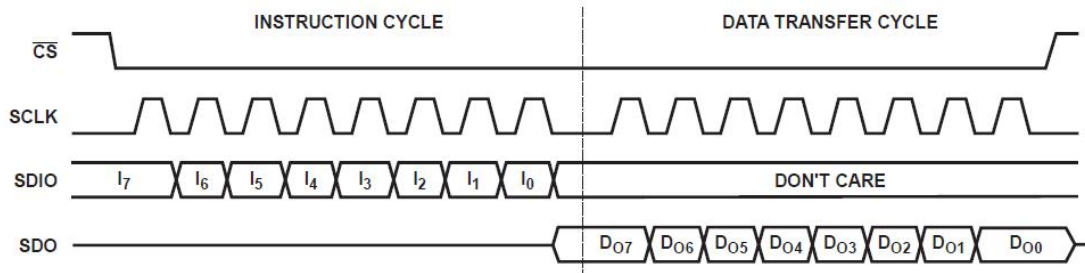 INSTRUCTION CYCLE DATA TRANSFER CYCLE
CS
SCLK
SDIO I7 I6 I5 I4 I3 I2 I1 I0 DON'T CARE
SDO DO7 DO6 DO5 DO4 DO3 DO2 DO1 DO0